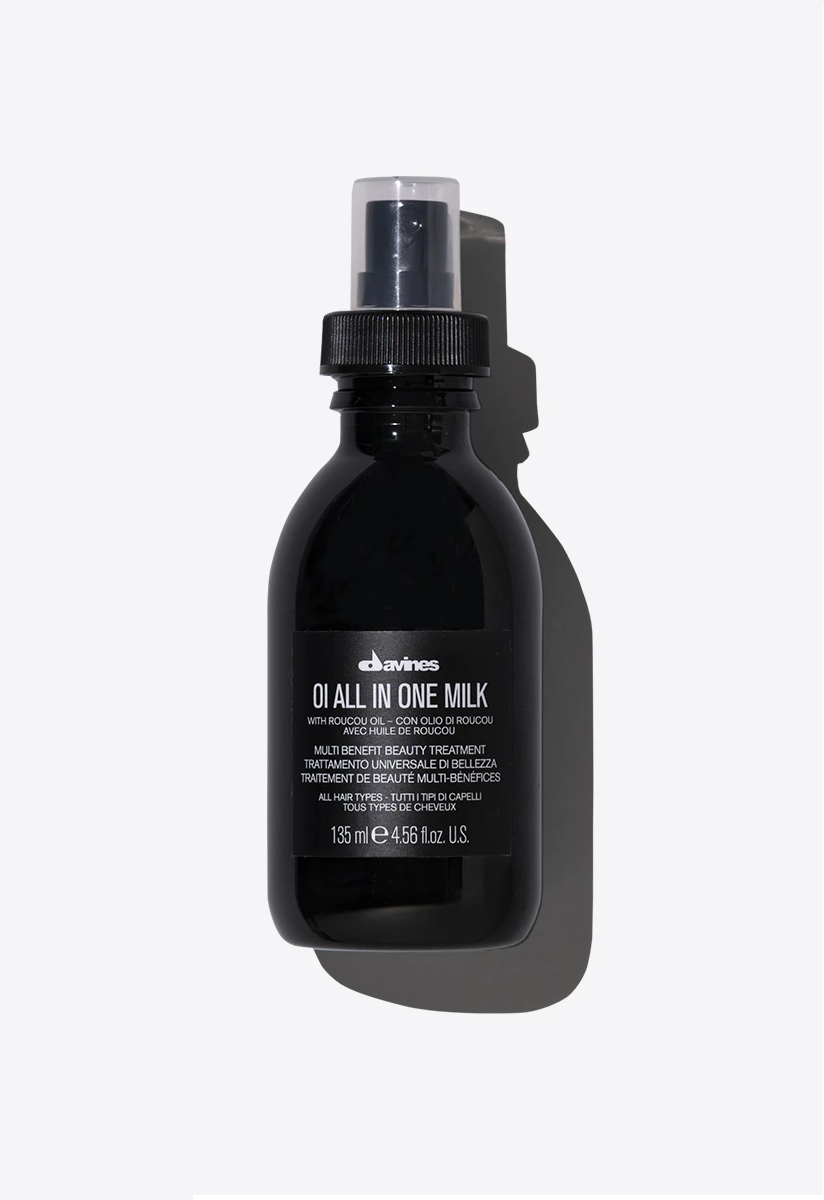 davines
OI ALL IN ONE MILK
WITH ROUCOU OIL – CON OLIO DI ROUCOU
AVEC HUILE DE ROUCOU
MULTI BENEFIT BEAUTY TREATMENT
TRATTAMENTO UNIVERSALE DI BELLEZZA
TRAITEMENT DE BEAUTÉ MULTI-BÉNÉFICES
ALL HAIR TYPES - TUTTI I TIPI DI CAPELLI
TOUS TYPES DE CHEVEUX
135 ml ℮ 4.56 fl.oz. U.S.